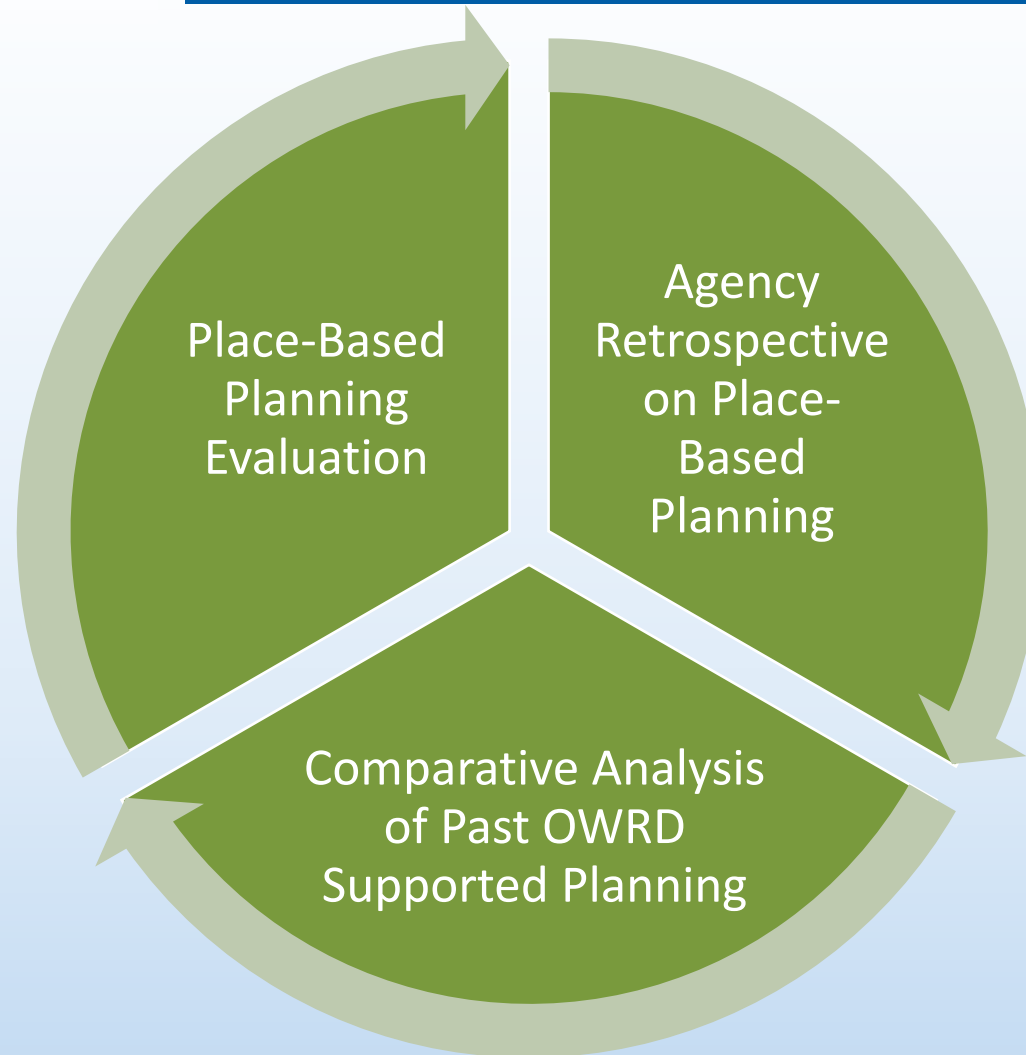 Place-Based
Planning
Evaluation
Agency
Retrospective
on Place-
Based
Planning
Comparative Analysis
of Past OWRD
Supported Planning